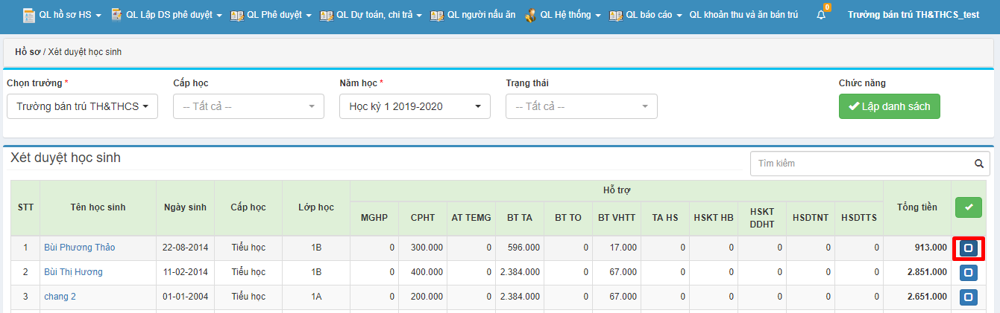 QL hồ sơ HS QL Lập DS phê duyệt QL Phê duyệt QL Dự toán, chi trả QL người nấu ăn QL Hệ thống QL báo cáo QL khoản thu và ăn bán trú 0 Trường bán trú TH&THCS_test
Hồ sơ / Xét duyệt học sinh
Chọn trường * Cấp học Năm học * Trạng thái Chức năng
Trường bán trú TH&THCS -- Tất cả -- Học kỳ 1 2019-2020 -- Tất cả -- Lập danh sách
Xét duyệt học sinh Tìm kiếm
STT Tên học sinh Ngày sinh Cấp học Lớp học Hỗ trợ Tổng tiền
MGHP CPHT AT TEMG BT TA BT TO BT VHTT TA HS HSKT HB HSKT DDHT HSDTNT HSDTTS
1 Bùi Phương Thảo 22-08-2014 Tiểu học 1B 0 300.000 0 596.000 0 17.000 0 0 0 0 0 913.000
2 Bùi Thị Hương 11-02-2014 Tiểu học 1B 0 400.000 0 2.384.000 0 67.000 0 0 0 0 0 2.851.000
3 chang 2 01-01-2004 Tiểu học 1A 0 200.000 0 2.384.000 0 67.000 0 0 0 0 0 2.651.000